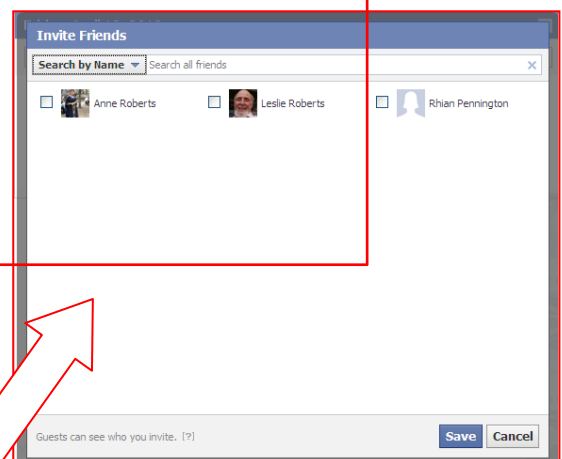 Invite Friends
Search by Name Search all friends
Anne Roberts Leslie Roberts Rhian Pennington
Guests can see who you invite. [?]
Save Cancel